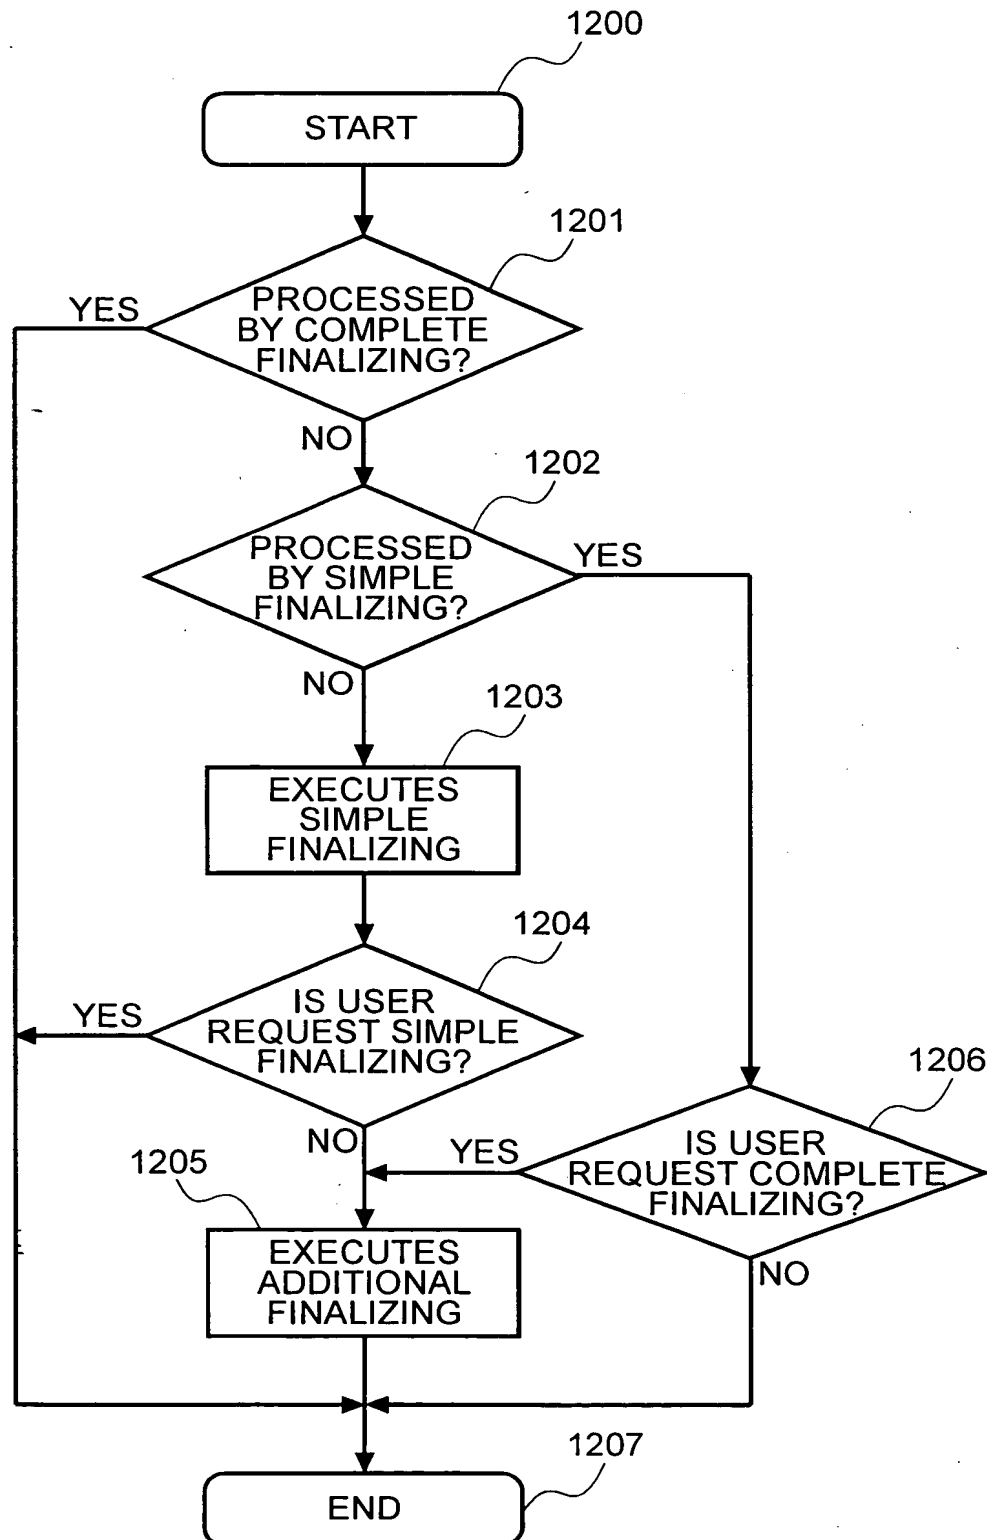 1200
START
1201
YES
PROCESSED
BY COMPLETE
FINALIZING?
NO
1202
PROCESSED
BY SIMPLE
FINALIZING?
YES
NO
1203
EXECUTES
SIMPLE
FINALIZING
1204
YES
IS USER
REQUEST SIMPLE
FINALIZING?
1206
NO
YES
IS USER
REQUEST COMPLETE
FINALIZING?
1205
EXECUTES
ADDITIONAL
FINALIZING
NO
1207
END